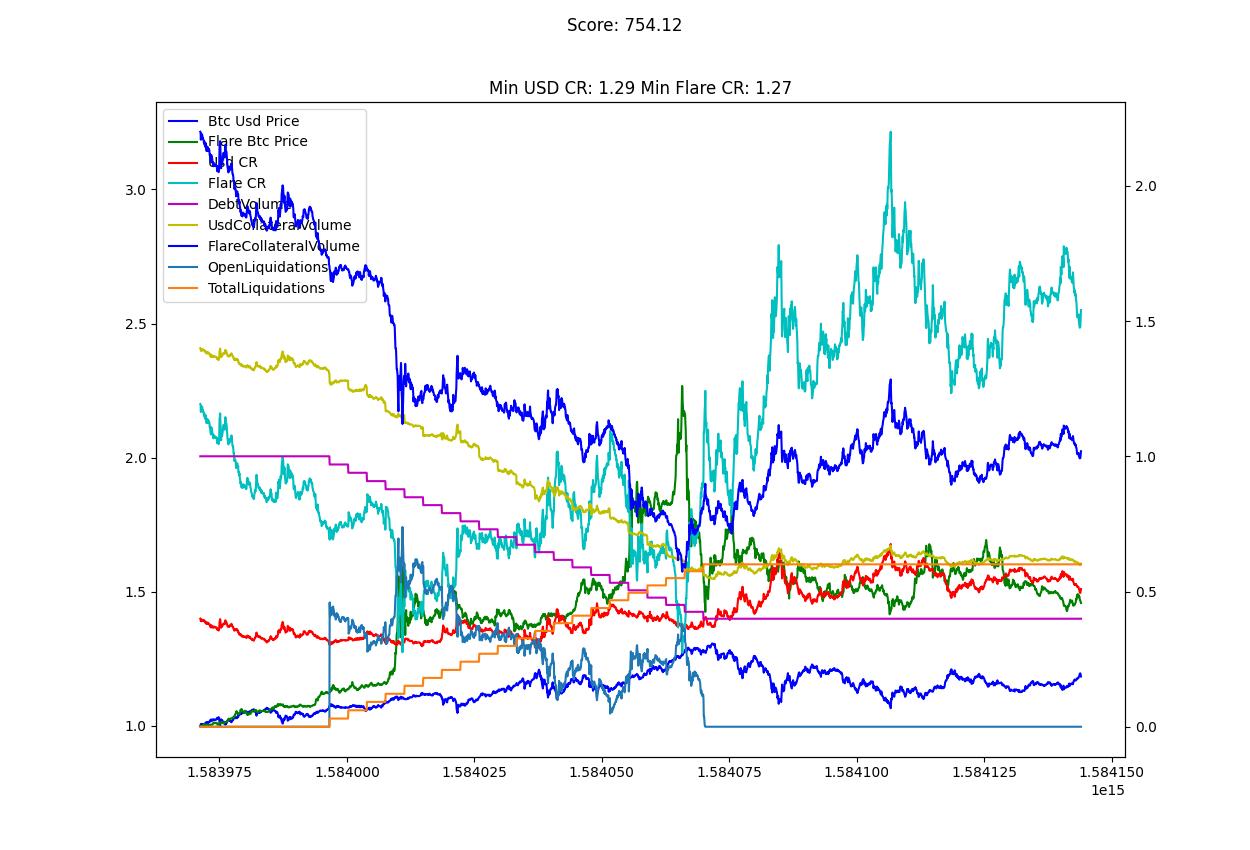 Score: 754.12
Min USD CR: 1.29 Min Flare CR: 1.27
Btc Usd Price
Flare Btc Price
Usd CR
Flare CR
DebtVolume
UsdCollateralVolume
FlareCollateralVolume
OpenLiquidations
TotalLiquidations
3.0
2.5
2.0
1.5
1.0
2.0
1.5
1.0
0.5
0.0
1.583975 1.584000 1.584025 1.584050 1.584075 1.584100 1.584125 1.584150
1e15